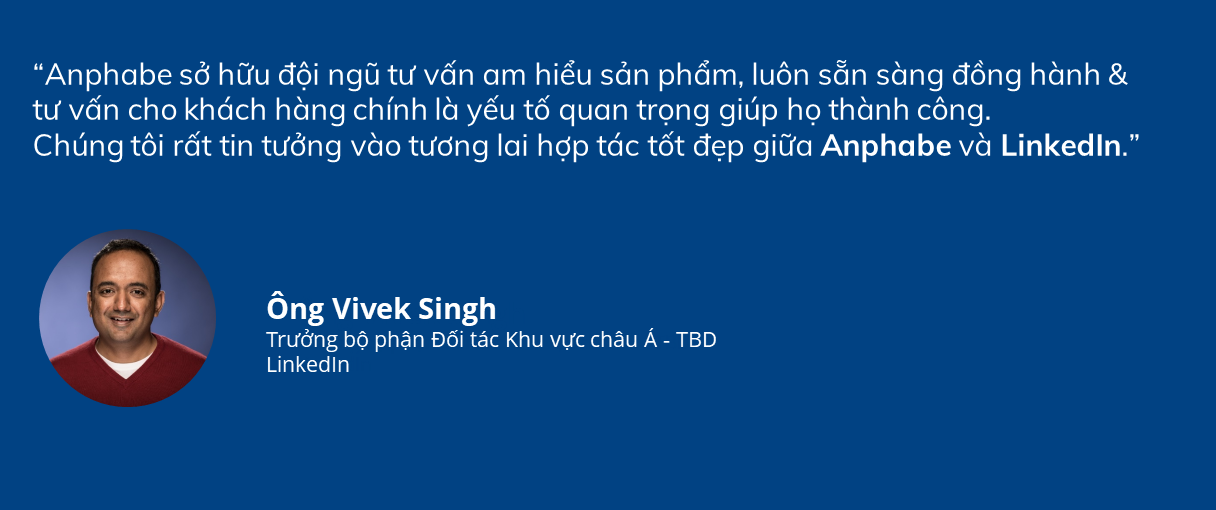 “Anphabe sở hữu đội ngũ tư vấn am hiểu sản phẩm, luôn sẵn sàng đồng hành &
tư vấn cho khách hàng chính là yếu tố quan trọng giúp họ thành công.
Chúng tôi rất tin tưởng vào tương lai hợp tác tốt đẹp giữa Anphabe và LinkedIn.”
Ông Vivek Singh
Trưởng bộ phận Đối tác Khu vực châu Á - TBD
LinkedIn